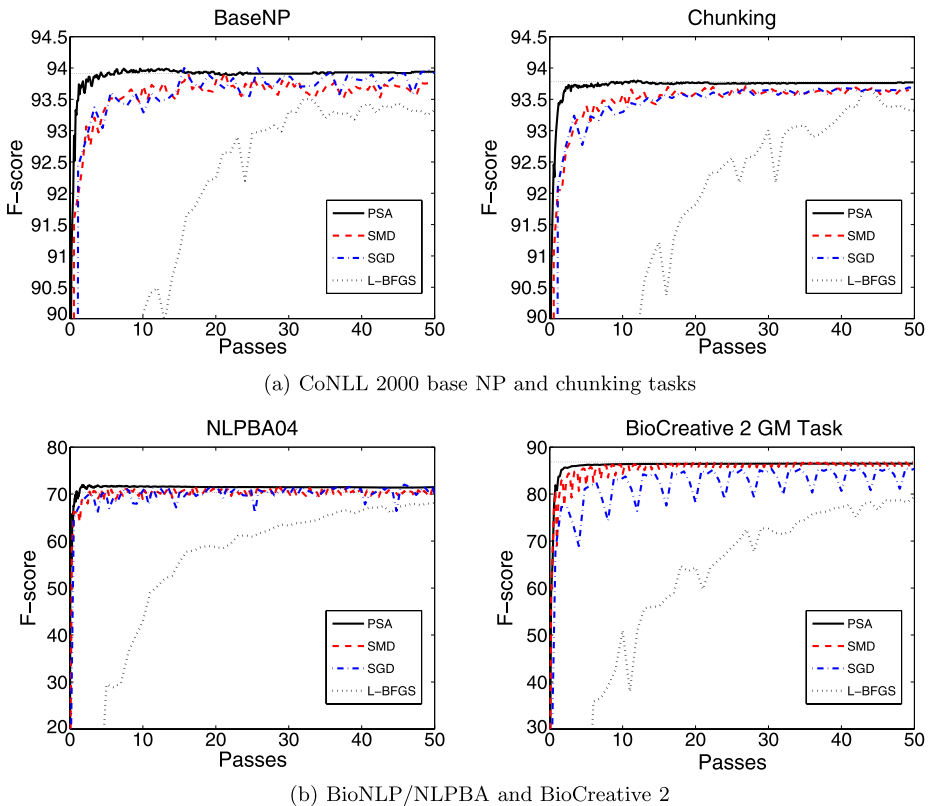 BaseNP
94.5
94
93.5
93
92.5
92
91.5
91
90.5
90
F-score
0 10 20 30 40 50
Passes
PSA
SMD
SGD
L-BFGS
Chunking
94.5
94
93.5
93
92.5
92
91.5
91
90.5
90
F-score
0 10 20 30 40 50
Passes
PSA
SMD
SGD
L-BFGS
(a) CoNLL 2000 base NP and chunking tasks
NLPBA04
80
70
60
50
40
30
20
F-score
0 10 20 30 40 50
Passes
PSA
SMD
SGD
L-BFGS
BioCreative 2 GM Task
90
80
70
60
50
40
30
F-score
0 10 20 30 40 50
Passes
PSA
SMD
SGD
L-BFGS
(b) BioNLP/NLPBA and BioCreative 2